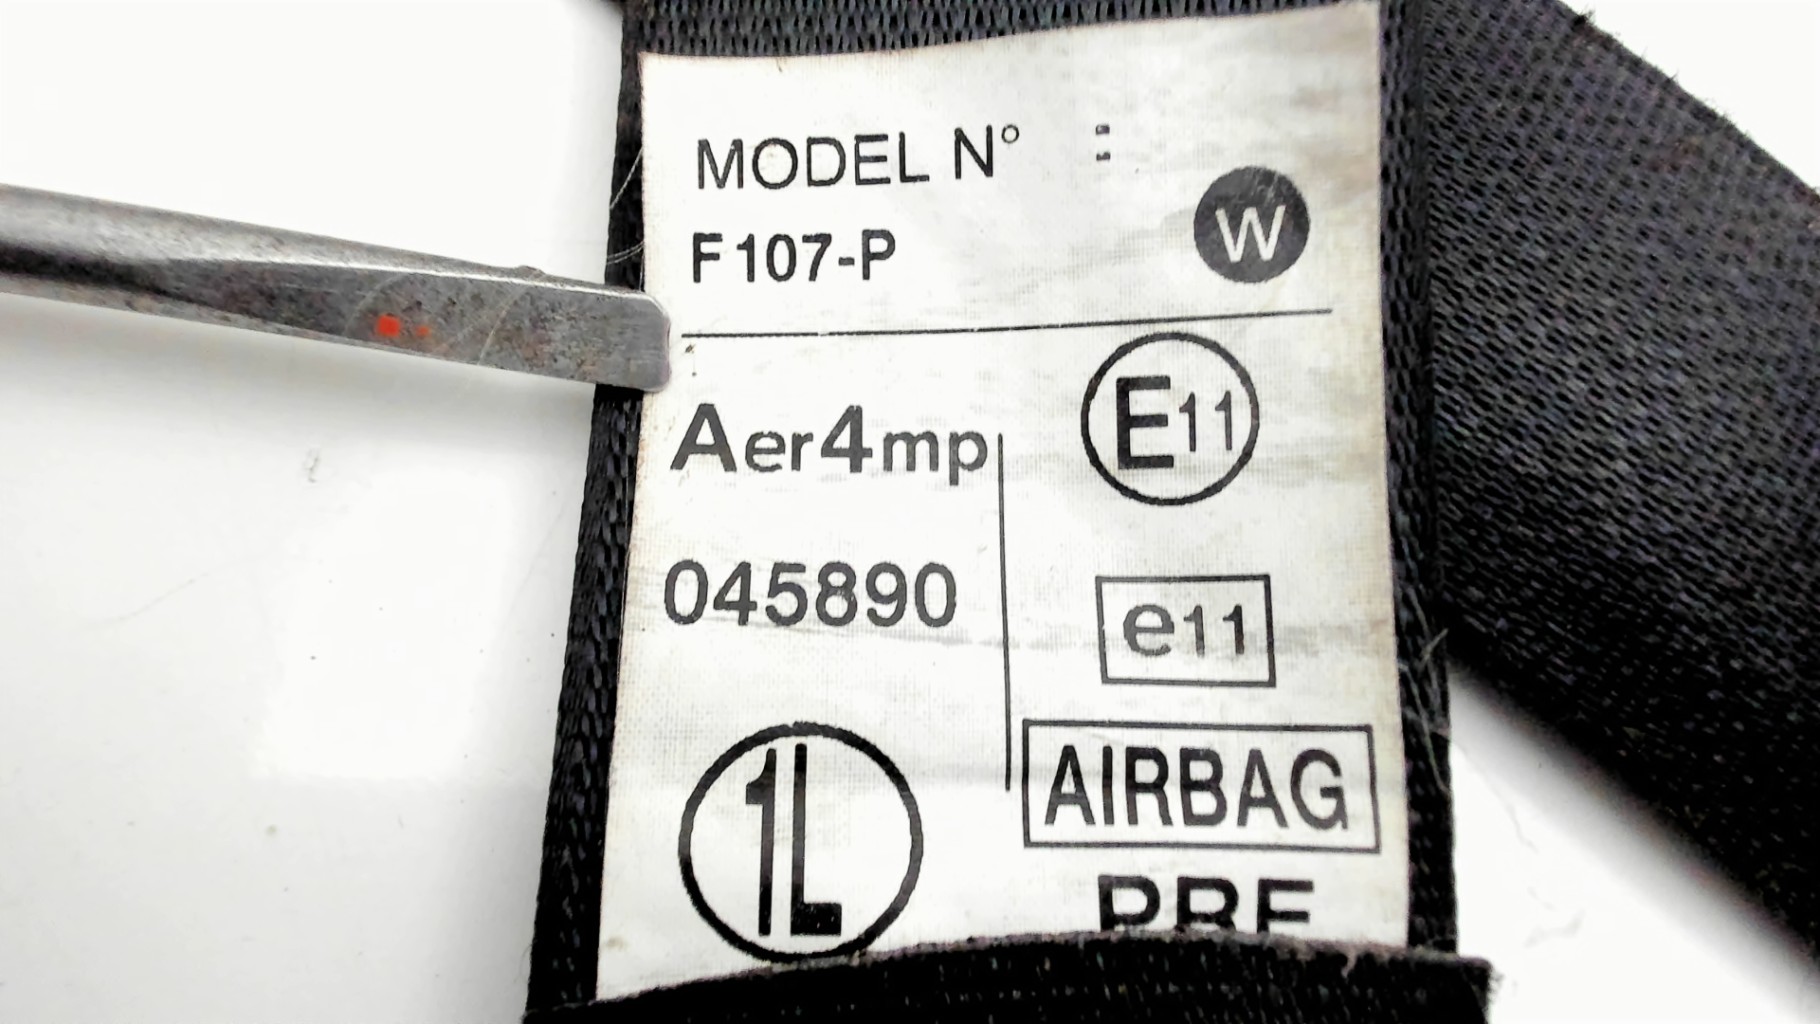 MODEL N° :
W
F107-P
Aer4mp
E11
045890
e11
1L
AIRBAG